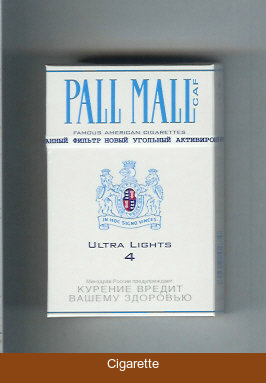 PALL MALL
CAF
FAMOUS AMERICAN CIGARETTES
АННЫЙ ФИЛЬТР НОВЫЙ УГОЛЬНЫЙ АКТИВИРОВ
IN HOC SIGNO VINCES
ULTRA LIGHTS
4
Минздрав России предупреждает:
КУРЕНИЕ ВРЕДИТ
ВАШЕМУ ЗДОРОВЬЮ
Cigarette